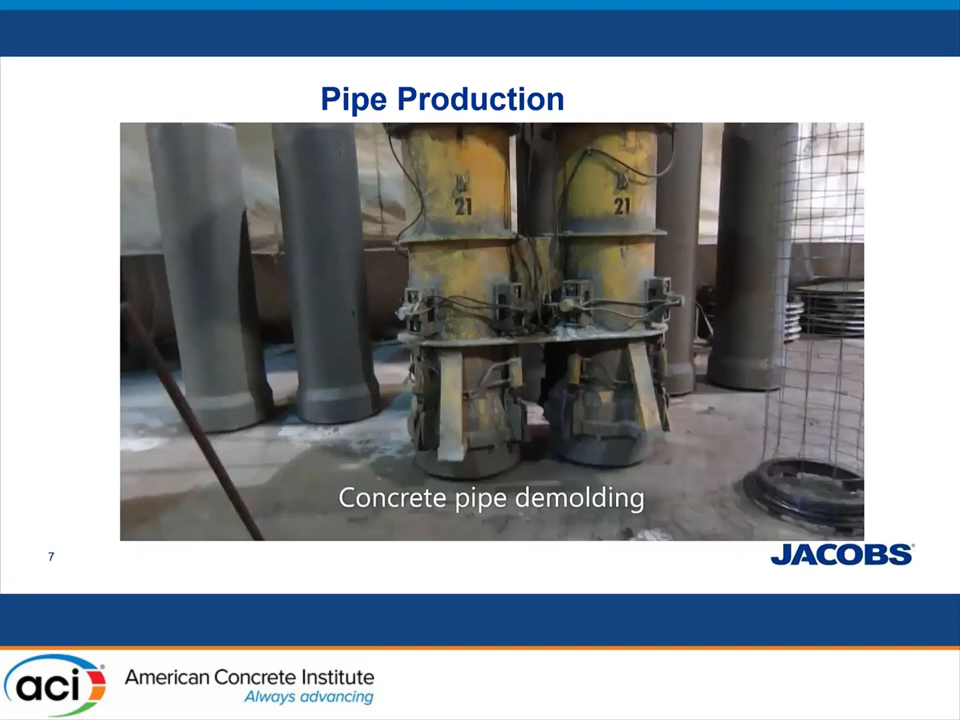 Pipe Production
21
21
Concrete pipe demolding
7
JACOBS
aci
American Concrete Institute
Always advancing